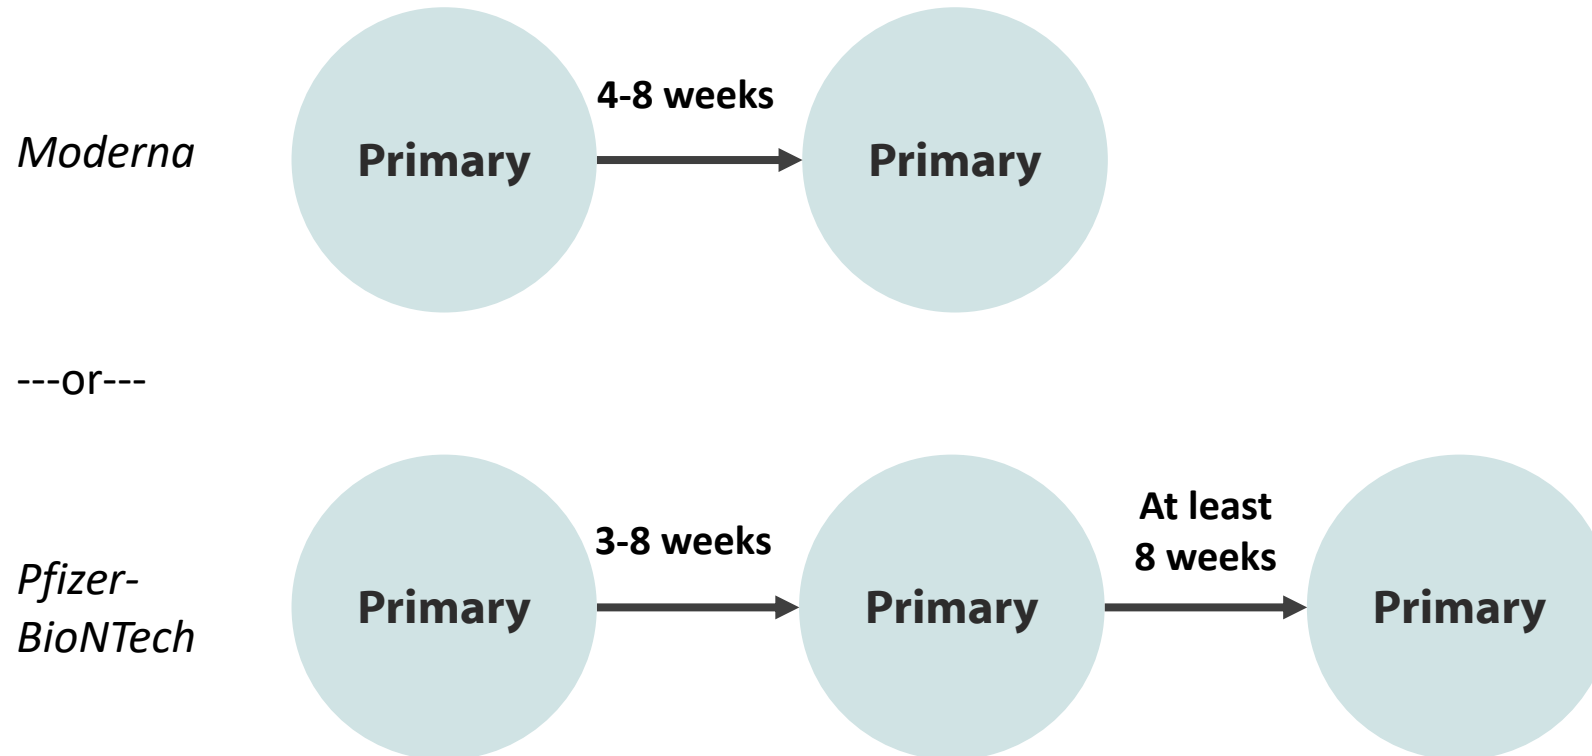 4-8 weeks
Moderna
Primary
Primary
---or---
3-8 weeks
At least
8 weeks
Pfizer-
BioNTech
Primary
Primary
Primary